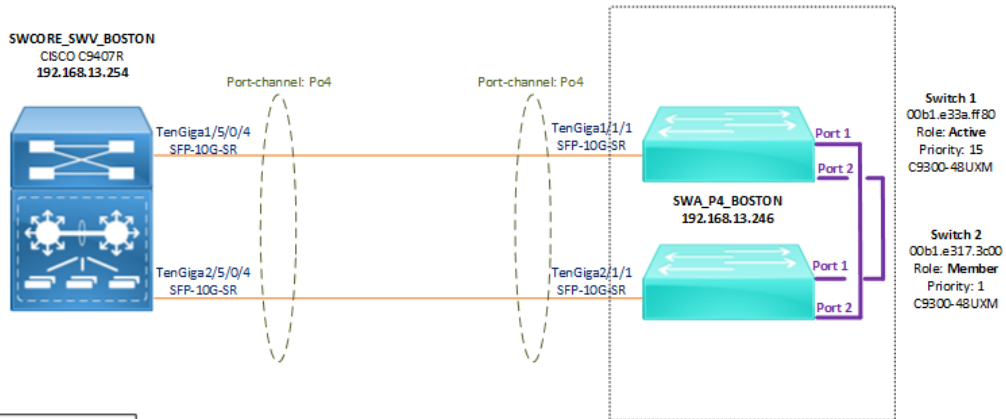 SWCORE_SWV_BOSTON
CISCO C9407R
192.168.13.254
Port-channel: Po4
Port-channel: Po4
TenGiga1/5/0/4
SFP-10G-SR
TenGiga1/1/1
SFP-10G-SR
Port 1
Port 2
Switch 1
00b1.e33a.ff80
Role: Active
Priority: 15
C9300-48UXM
SWA_P4_BOSTON
192.168.13.246
TenGiga2/5/0/4
SFP-10G-SR
TenGiga2/1/1
SFP-10G-SR
Port 1
Port 2
Switch 2
00b1.e317.3c00
Role: Member
Priority: 1
C9300-48UXM